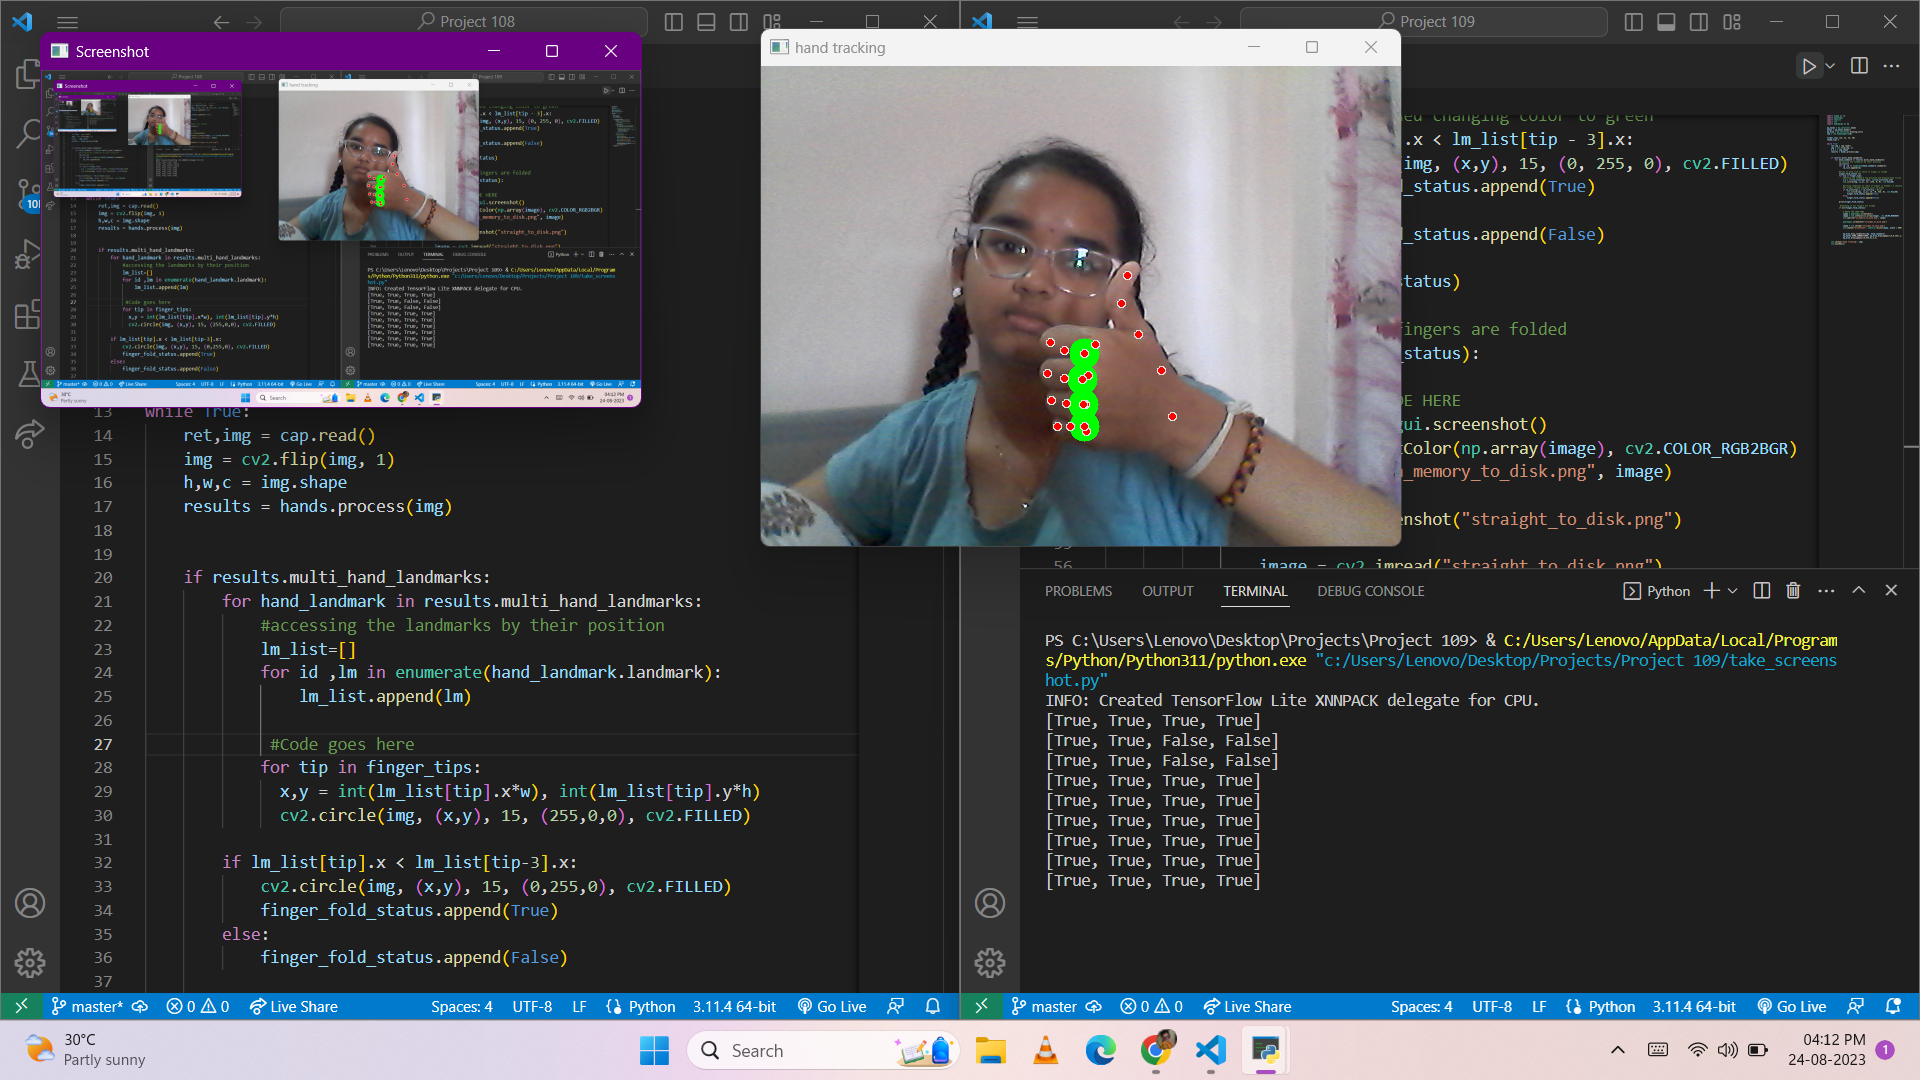 Project 108
Project 109
Screenshot
hand tracking
13 while True:
14 ret,img = cap.read()
15 img = cv2.flip(img, 1)
16 h,w,c = img.shape
17 results = hands.process(img)
18
19
20 if results.multi_hand_landmarks:
21 for hand_landmark in results.multi_hand_landmarks:
22 #accessing the landmarks by their position
23 lm_list=[]
24 for id ,lm in enumerate(hand_landmark.landmark):
25 lm_list.append(lm)
26
27 #Code goes here
28 for tip in finger_tips:
29 x,y = int(lm_list[tip].x*w), int(lm_list[tip].y*h)
30 cv2.circle(img, (x,y), 15, (255,0,0), cv2.FILLED)
31
32 if lm_list[tip].x < lm_list[tip-3].x:
33 cv2.circle(img, (x,y), 15, (0,255,0), cv2.FILLED)
34 finger_fold_status.append(True)
35 else:
36 finger_fold_status.append(False)
37
ed changing color to green
.x < lm_list[tip - 3].x:
(img, (x,y), 15, (0, 255, 0), cv2.FILLED)
d_status.append(True)
d_status.append(False)
tatus)
fingers are folded
_status):
DE HERE
gui.screenshot()
tColor(np.array(image), cv2.COLOR_RGB2BGR)
n_memory_to_disk.png", image)
enshot("straight_to_disk.png")
56 image = cv2.imread("straight_to_disk.png")
PROBLEMS OUTPUT TERMINAL DEBUG CONSOLE Python
PS C:\Users\Lenovo\Desktop\Projects\Project 109> & C:/Users/Lenovo/AppData/Local/Program
s/Python/Python311/python.exe "c:/Users/Lenovo/Desktop/Projects/Project 109/take_screens
hot.py"
INFO: Created TensorFlow Lite XNNPACK delegate for CPU.
[True, True, True, True]
[True, True, False, False]
[True, True, False, False]
[True, True, True, True]
[True, True, True, True]
[True, True, True, True]
[True, True, True, True]
[True, True, True, True]
[True, True, True, True]
master* 0 0 Live Share Spaces: 4 UTF-8 LF Python 3.11.4 64-bit Go Live
master 0 0 Live Share Spaces: 4 UTF-8 LF Python 3.11.4 64-bit Go Live
30°C
Partly sunny
Search
04:12 PM
24-08-2023
1